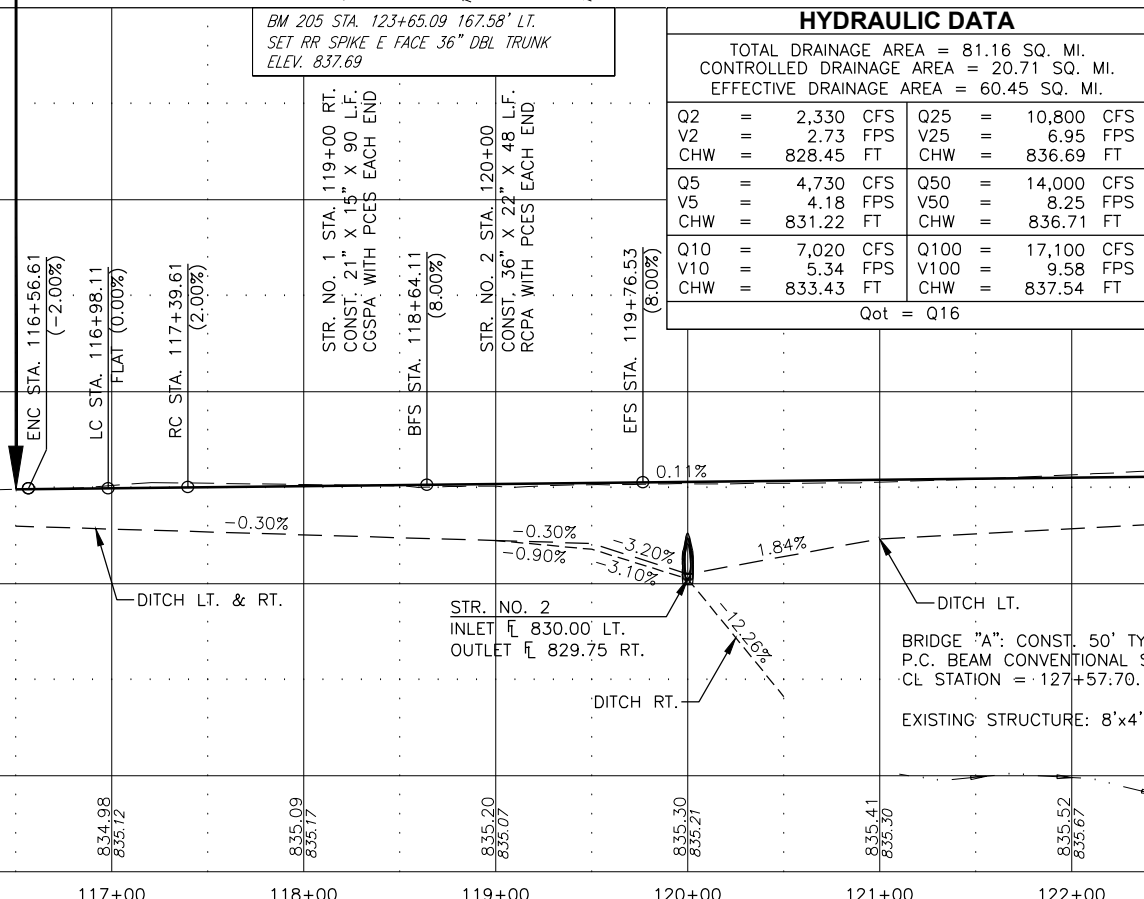 BM 205 STA. 123+65.09 167.58' LT.
SET RR SPIKE E FACE 36" DBL TRUNK
ELEV. 837.69
HYDRAULIC DATA
TOTAL DRAINAGE AREA = 81.16 SQ. MI.
CONTROLLED DRAINAGE AREA = 20.71 SQ. MI.
EFFECTIVE DRAINAGE AREA = 60.45 SQ. MI.
Q2 = 2,330 CFS Q25 = 10,800 CFS
V2 = 2.73 FPS V25 = 6.95 FPS
CHW = 828.45 FT CHW = 836.69 FT
Q5 = 4,730 CFS Q50 = 14,000 CFS
V5 = 4.18 FPS V50 = 8.25 FPS
CHW = 831.22 FT CHW = 836.71 FT
Q10 = 7,020 CFS Q100 = 17,100 CFS
V10 = 5.34 FPS V100 = 9.58 FPS
CHW = 833.43 FT CHW = 837.54 FT
Qot = Q16
ENC STA. 116+56.61
(-2.00%)
LC STA. 116+98.11
FLAT (0.00%)
RC STA. 117+39.61
(2.00%)
STR. NO. 1 STA. 119+00 RT.
CONST. 21" X 15" X 90 L.F.
CGSPA WITH PCES EACH END
BFS STA. 118+64.11
(8.00%)
STR. NO. 2 STA. 120+00
CONST. 36" X 22" X 48 L.F.
RCPA WITH PCES EACH END
EFS STA. 119+76.53
(8.00%)
0.11%
-0.30%
-0.30%
-0.90%
-3.20%
-3.10%
1.84%
-12.26%
DITCH LT. & RT.
STR. NO. 2
INLET FL 830.00 LT.
OUTLET FL 829.75 RT.
DITCH RT.
DITCH LT.
BRIDGE "A": CONST. 50' TY
P.C. BEAM CONVENTIONAL S
CL STATION = 127+57.70.
EXISTING STRUCTURE: 8'x4'
834.98
835.12
835.09
835.17
835.20
835.07
835.30
835.21
835.41
835.30
835.52
835.67
117+00 118+00 119+00 120+00 121+00 122+00